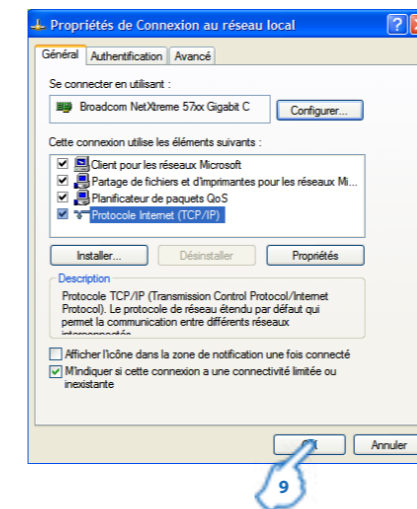 Propriétés de Connexion au réseau local
Général Authentification Avancé
Se connecter en utilisant :
Broadcom NetXtreme 57xx Gigabit C Configurer...
Cette connexion utilise les éléments suivants :
Client pour les réseaux Microsoft
Partage de fichiers et d'imprimantes pour les réseaux Mi...
Planificateur de paquets QoS
Protocole Internet (TCP/IP)
Installer... Désinstaller Propriétés
Description
Protocole TCP/IP (Transmission Control Protocol/Internet
Protocol). Le protocole de réseau étendu par défaut qui
permet la communication entre différents réseaux
Afficher l'icône dans la zone de notification une fois connecté
M'indiquer si cette connexion a une connectivité limitée ou
inexistante
Annuler
9